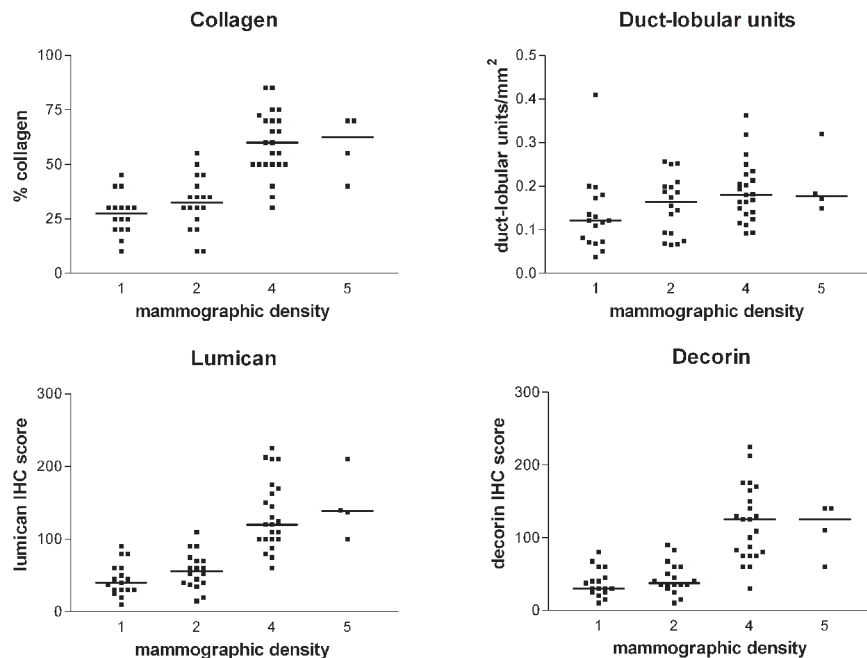 Collagen
% collagen
100
75
50
25
0
1 2 4 5
mammographic density
Duct-lobular units
duct-lobular units/mm²
0.5
0.4
0.3
0.2
0.1
0.0
1 2 4 5
mammographic density
Lumican
lumican IHC score
300
200
100
0
1 2 4 5
mammographic density
Decorin
decorin IHC score
300
200
100
0
1 2 4 5
mammographic density